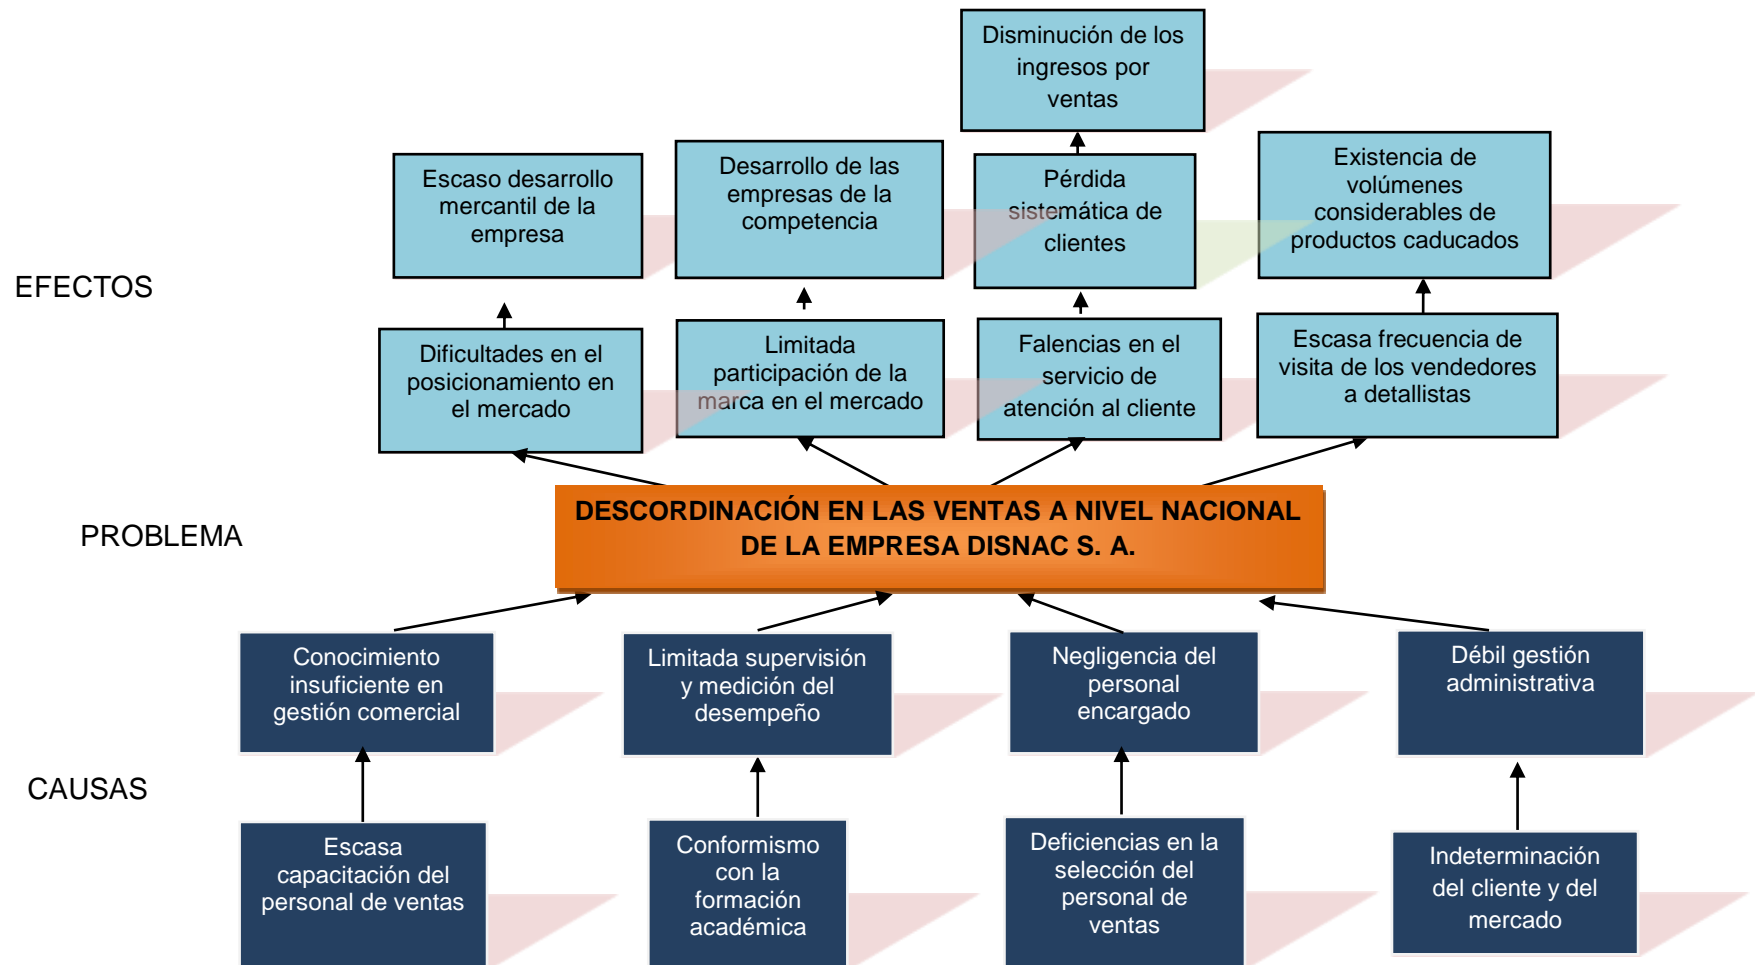 Disminución de los
ingresos por
ventas
Escaso desarrollo
mercantil de la
empresa
Desarrollo de las
empresas de la
competencia
Pérdida
sistemática de
clientes
Existencia de
volúmenes
considerables de
productos caducados
EFECTOS
Dificultades en el
posicionamiento en
el mercado
Limitada
participación de la
marca en el mercado
Falencias en el
servicio de
atención al cliente
Escasa frecuencia de
visita de los vendedores
a detallistas
PROBLEMA
DESCORDINACIÓN EN LAS VENTAS A NIVEL NACIONAL
DE LA EMPRESA DISNAC S. A.
Conocimiento
insuficiente en
gestión comercial
Limitada supervisión
y medición del
desempeño
Negligencia del
personal
encargado
Débil gestión
administrativa
CAUSAS
Escasa
capacitación del
personal de ventas
Conformismo
con la
formación
académica
Deficiencias en la
selección del
personal de
ventas
Indeterminación
del cliente y del
mercado